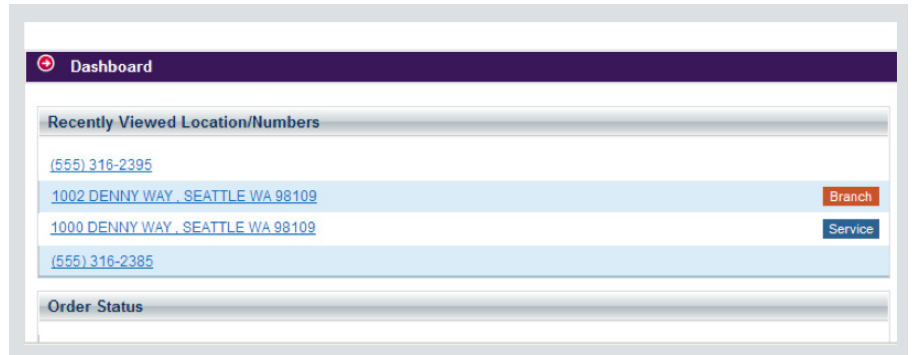 Dashboard
Recently Viewed Location/Numbers
(555) 316-2395
1002 DENNY WAY , SEATTLE WA 98109 Branch
1000 DENNY WAY , SEATTLE WA 98109 Service
(555) 316-2385
Order Status